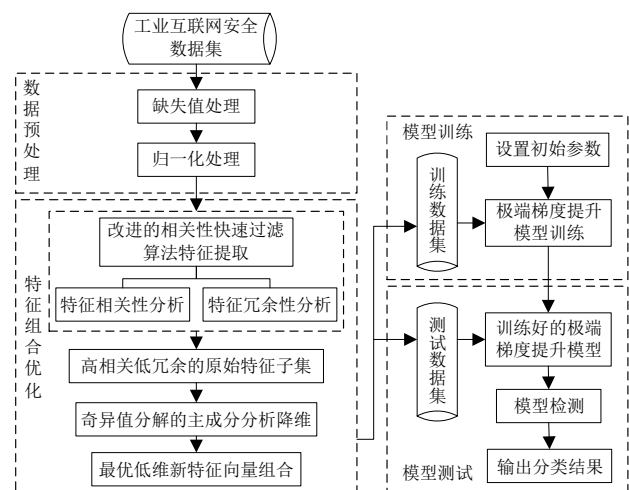 工业互联网安全
数据集
数据预处理
缺失值处理
归一化处理
特征组合优化
改进的相关性快速过滤
算法特征提取
特征相关性分析
特征冗余性分析
高相关低冗余的原始特征子集
奇异值分解的主成分分析降维
最优低维新特征向量组合
模型训练
设置初始参数
训练数据集
极端梯度提升
模型训练
测试数据集
训练好的极端
梯度提升模型
模型检测
输出分类结果
模型测试